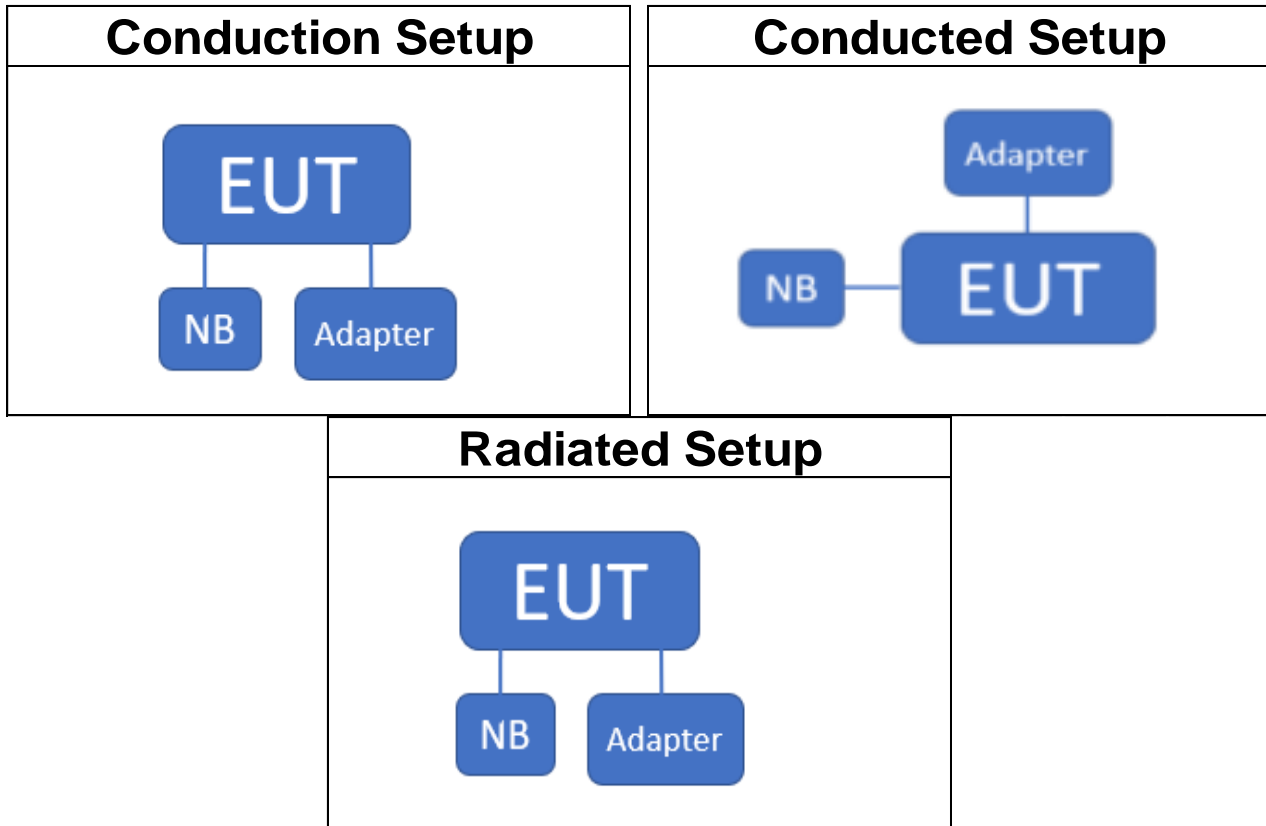 Conduction Setup
EUT
NB
Adapter
Conducted Setup
Adapter
NB
EUT
Radiated Setup
EUT
NB
Adapter